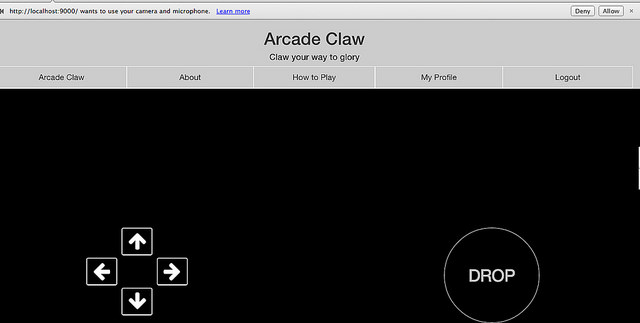 http://localhost:9000/ wants to use your camera and microphone. Learn more Deny Allow ×
Arcade Claw
Claw your way to glory
Arcade Claw About How to Play My Profile Logout
DROP